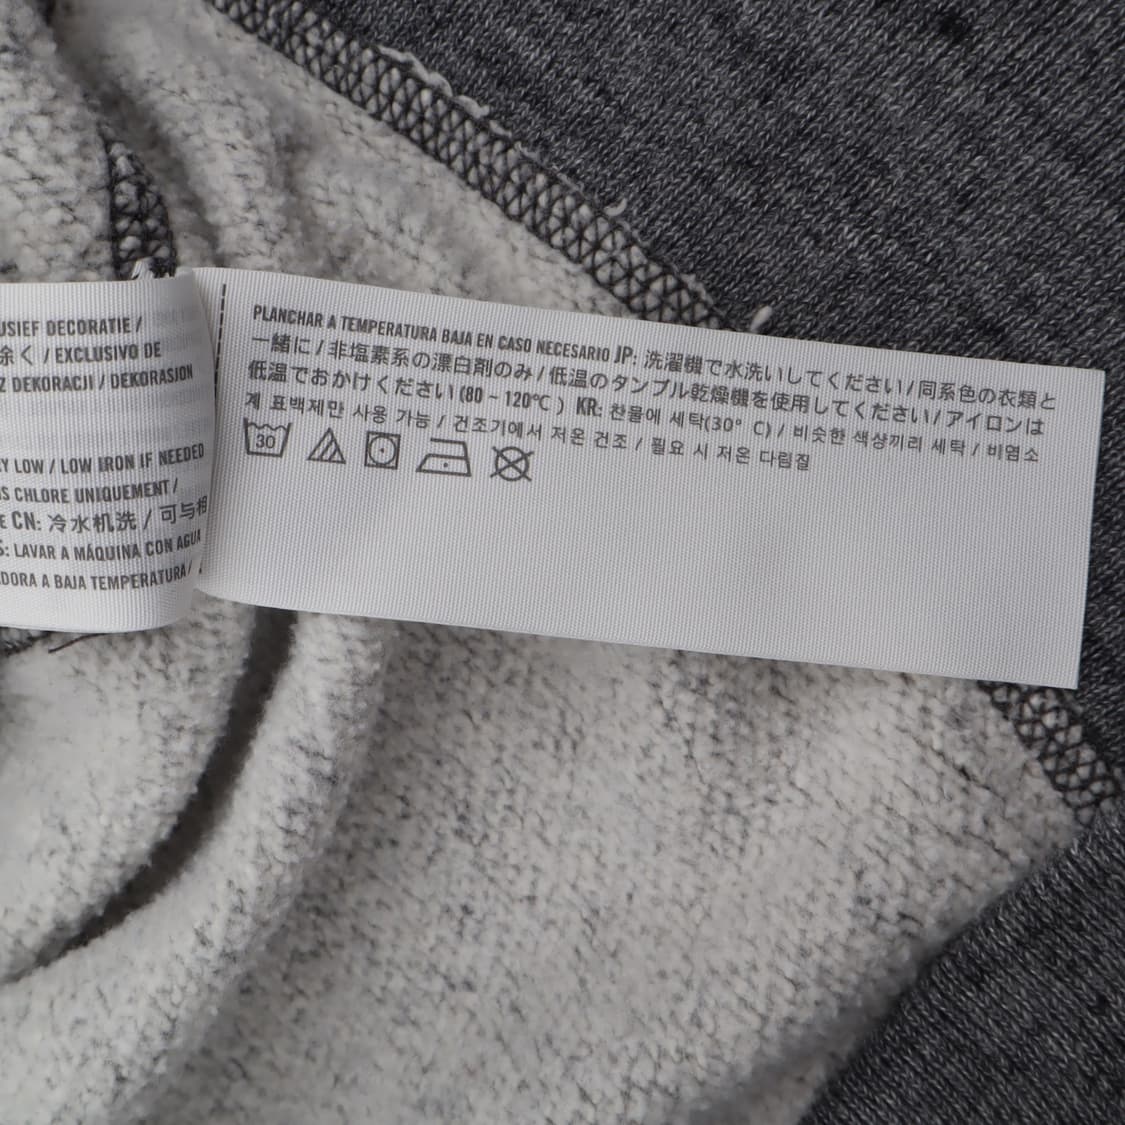 USIEF DECORATIE /
余く / EXCLUSIVO DE
Z DEKORACJI / DEKORASJON
Y LOW / LOW IRON IF NEEDED
S CHLORE UNIQUEMENT /
E CN: 冷水机洗 / 可与相
S: LAVAR A MÁQUINA CON AGUA
DORA A BAJA TEMPERATURA /
PLANCHAR A TEMPERATURA BAJA EN CASO NECESARIO JP: 洗濯機で水洗いしてください / 同系色の衣類と
一緒に / 非塩素系の漂白剤のみ / 低温のタンブル乾燥機を使用してください / アイロンは
低温でおかけください (80 – 120℃ ) KR: 찬물에 세탁(30° C) / 비슷한 색상끼리 세탁 / 비염소
계 표백제만 사용 가능 / 건조기에서 저온 건조 / 필요 시 저온 다림질
30